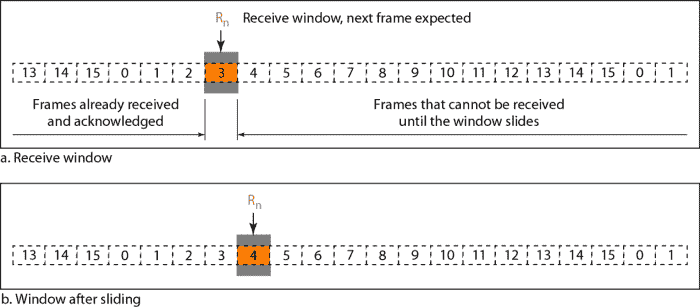 Rn Receive window, next frame expected
13 14 15 0 1 2 3 4 5 6 7 8 9 10 11 12 13 14 15 0 1
Frames already received
and acknowledged
Frames that cannot be received
until the window slides
a. Receive window
Rn
13 14 15 0 1 2 3 4 5 6 7 8 9 10 11 12 13 14 15 0 1
b. Window after sliding